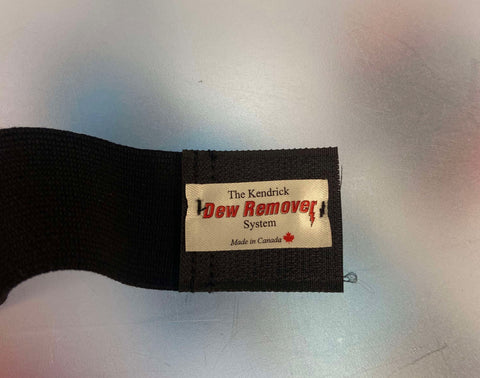 The Kendrick
Dew Remover
System
Made in Canada